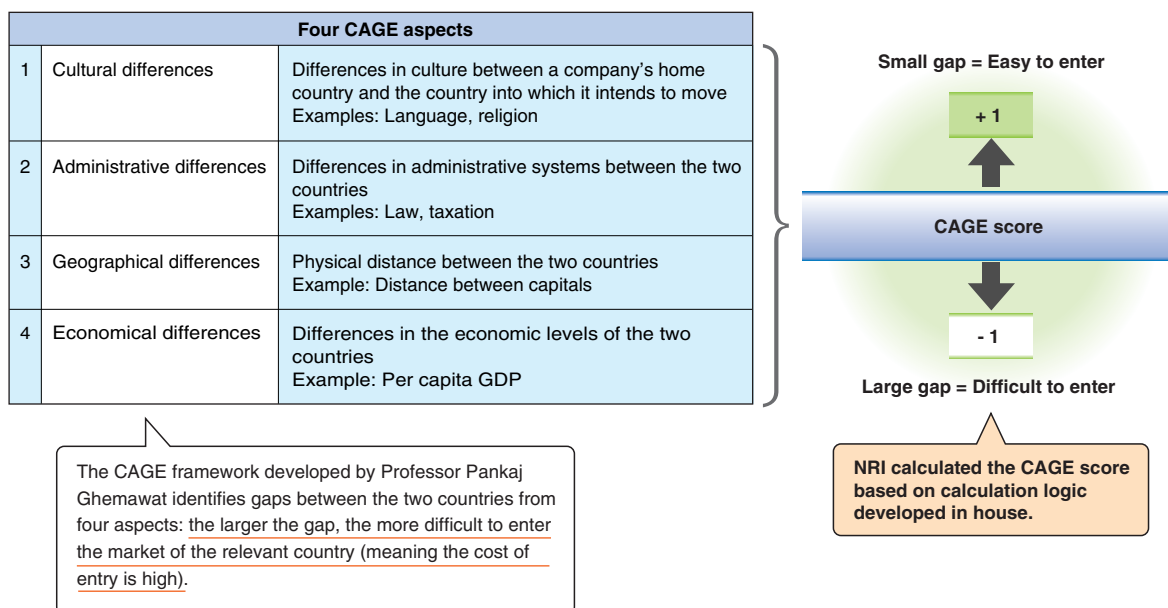 Four CAGE aspects
1 Cultural differences
Differences in culture between a company's home
country and the country into which it intends to move
Examples: Language, religion
2 Administrative differences
Differences in administrative systems between the two
countries
Examples: Law, taxation
3 Geographical differences
Physical distance between the two countries
Example: Distance between capitals
4 Economical differences
Differences in the economic levels of the two
countries
Example: Per capita GDP
The CAGE framework developed by Professor Pankaj
Ghemawat identifies gaps between the two countries from
four aspects: the larger the gap, the more difficult to enter
the market of the relevant country (meaning the cost of
entry is high).
Small gap = Easy to enter
+ 1
CAGE score
- 1
Large gap = Difficult to enter
NRI calculated the CAGE score
based on calculation logic
developed in house.